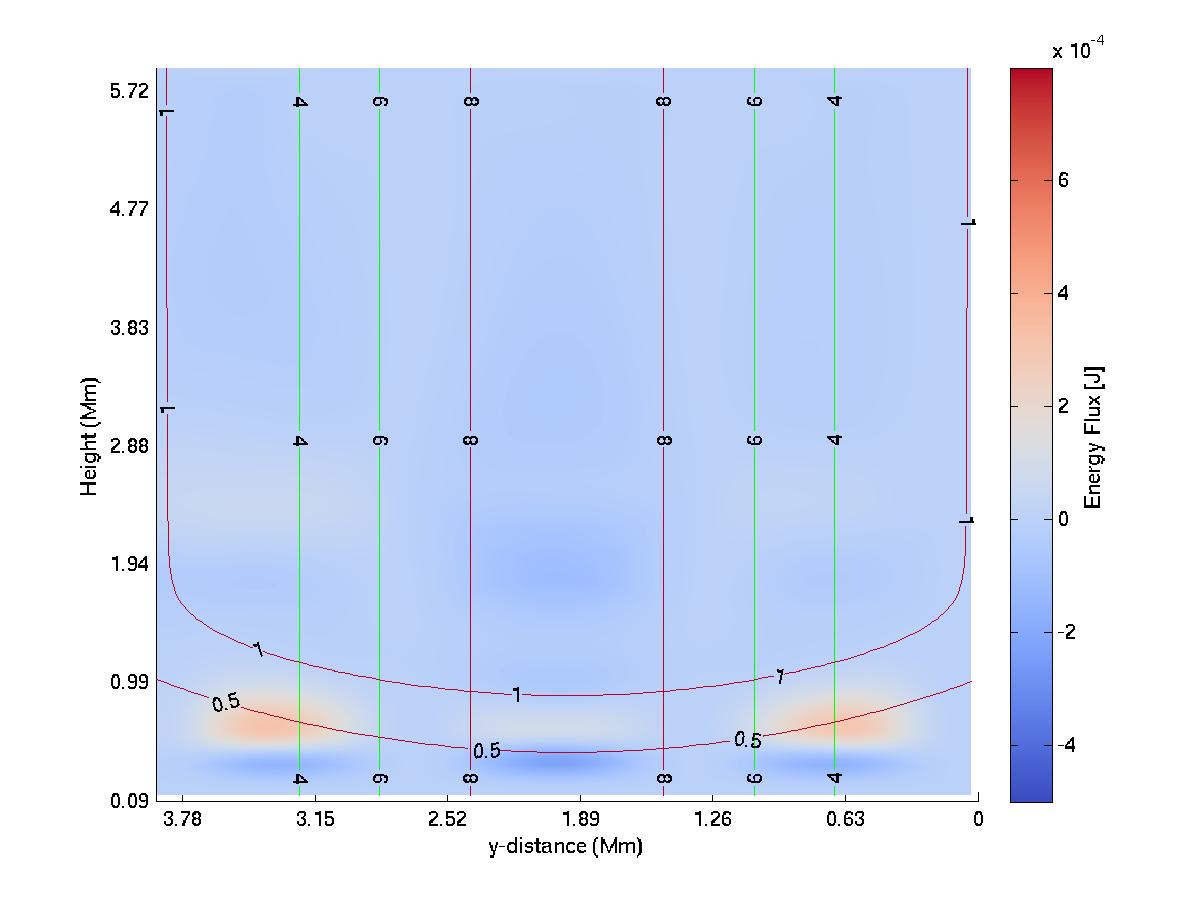 x 10-4
5.72
4.77
3.83
2.88
1.94
0.99
0.09
Height (Mm)
1 4 6 8 8 6 4
1
1 4 6 8 8 6 4
1
1 1 1
0.5 0.5 0.5
4 6 8 8 6 4
3.78 3.15 2.52 1.89 1.26 0.63 0
y-distance (Mm)
6
4
2
0
-2
-4
Energy Flux [J]